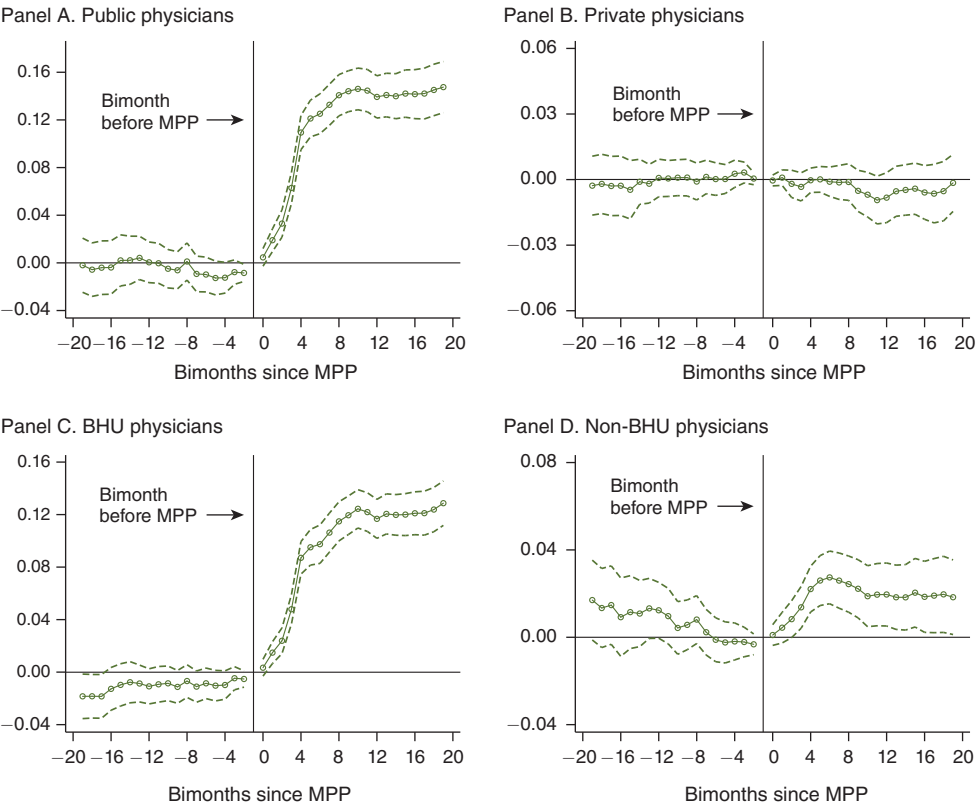 Panel A. Public physicians
0.16
0.12
0.08
0.04
0.00
−0.04
Bimonth
before MPP
−20 −16 −12 −8 −4 0 4 8 12 16 20
Bimonths since MPP
Panel B. Private physicians
0.06
0.03
0.00
−0.03
−0.06
Bimonth
before MPP
−20 −16 −12 −8 −4 0 4 8 12 16 20
Bimonths since MPP
Panel C. BHU physicians
0.16
0.12
0.08
0.04
0.00
−0.04
Bimonth
before MPP
−20 −16 −12 −8 −4 0 4 8 12 16 20
Bimonths since MPP
Panel D. Non-BHU physicians
0.08
0.04
0.00
−0.04
Bimonth
before MPP
−20 −16 −12 −8 −4 0 4 8 12 16 20
Bimonths since MPP